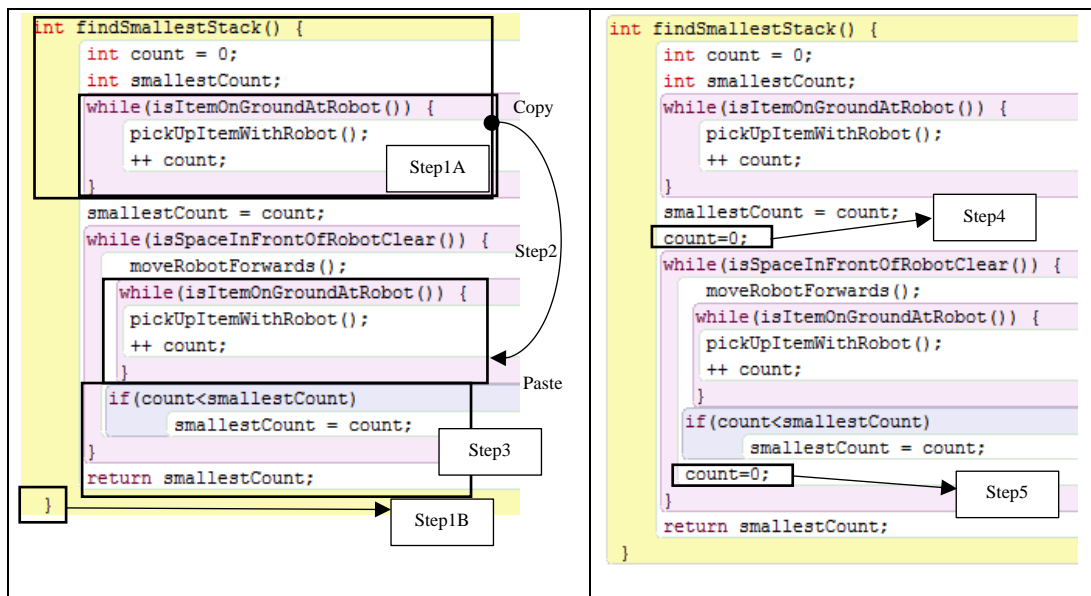 int findSmallestStack() {
int count = 0;
int smallestCount;
while(isItemOnGroundAtRobot()) {
Copy
pickUpItemWithRobot();
++ count;
Step1A
}
smallestCount = count;
while(isSpaceInFrontOfRobotClear()) {
Step2
moveRobotForwards();
while(isItemOnGroundAtRobot()) {
pickUpItemWithRobot();
++ count;
}
Paste
if(count<smallestCount)
smallestCount = count;
}
Step3
return smallestCount;
}
Step1B
int findSmallestStack() {
int count = 0;
int smallestCount;
while(isItemOnGroundAtRobot()) {
pickUpItemWithRobot();
++ count;
}
smallestCount = count;
Step4
count=0;
while(isSpaceInFrontOfRobotClear()) {
moveRobotForwards();
while(isItemOnGroundAtRobot()) {
pickUpItemWithRobot();
++ count;
}
if(count<smallestCount)
smallestCount = count;
count=0;
Step5
}
return smallestCount;
}